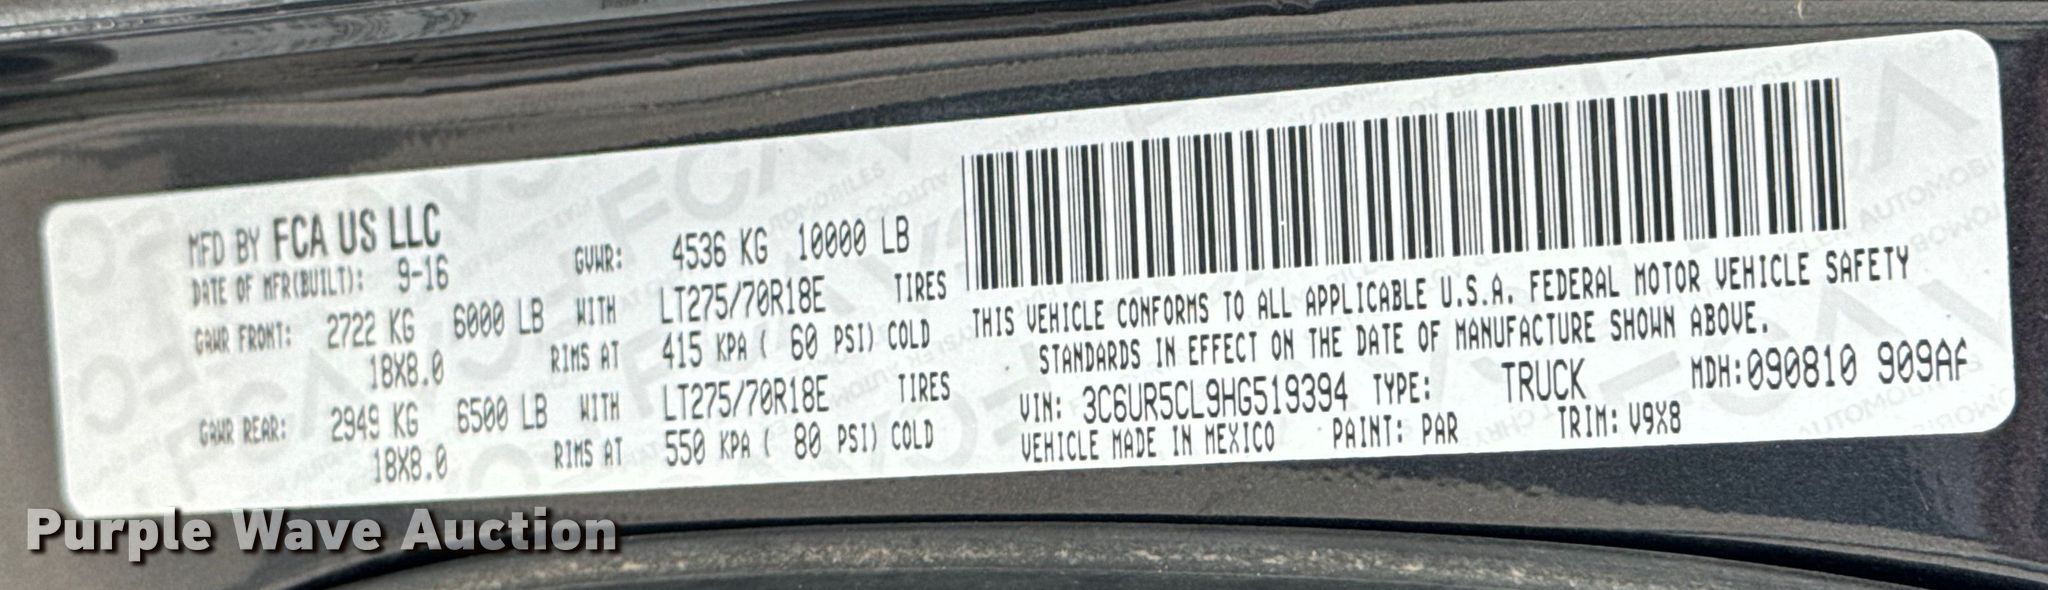 MFD BY FCA US LLC
DATE OF MFR(BUILT): 9-16 GVWR: 4536 KG 10000 LB
GAWR FRONT: 2722 KG 6000 LB WITH LT275/70R18E TIRES
18X8.0 RIMS AT 415 KPA ( 60 PSI) COLD
GAWR REAR: 2949 KG 6500 LB WITH LT275/70R18E TIRES
18X8.0 RIMS AT 550 KPA ( 80 PSI) COLD
THIS VEHICLE CONFORMS TO ALL APPLICABLE U.S.A. FEDERAL MOTOR VEHICLE SAFETY
STANDARDS IN EFFECT ON THE DATE OF MANUFACTURE SHOWN ABOVE.
VIN: 3C6UR5CL9HG519394 TYPE: TRUCK MDH:090810 909AF
VEHICLE MADE IN MEXICO PAINT: PAR TRIM: V9X8
Purple Wave Auction